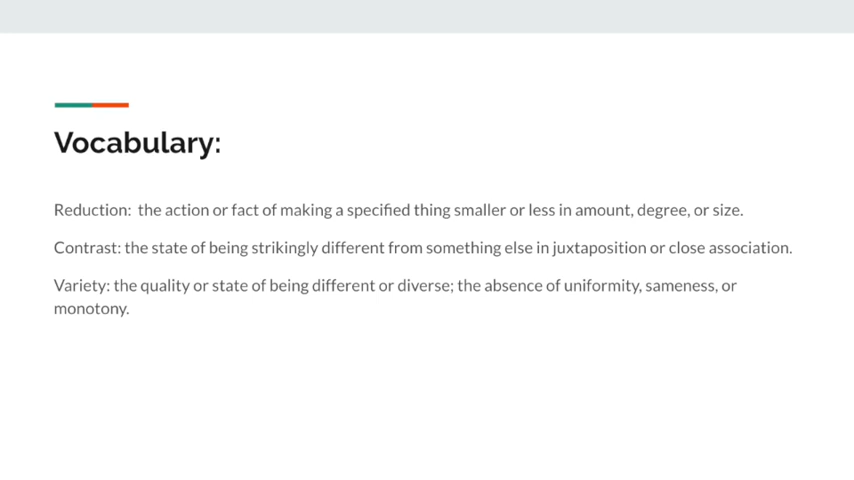 Vocabulary:
Reduction:  the action or fact of making a specified thing smaller or less in amount, degree, or size.
Contrast: the state of being strikingly different from something else in juxtaposition or close association.
Variety: the quality or state of being different or diverse; the absence of uniformity, sameness, or
monotony.